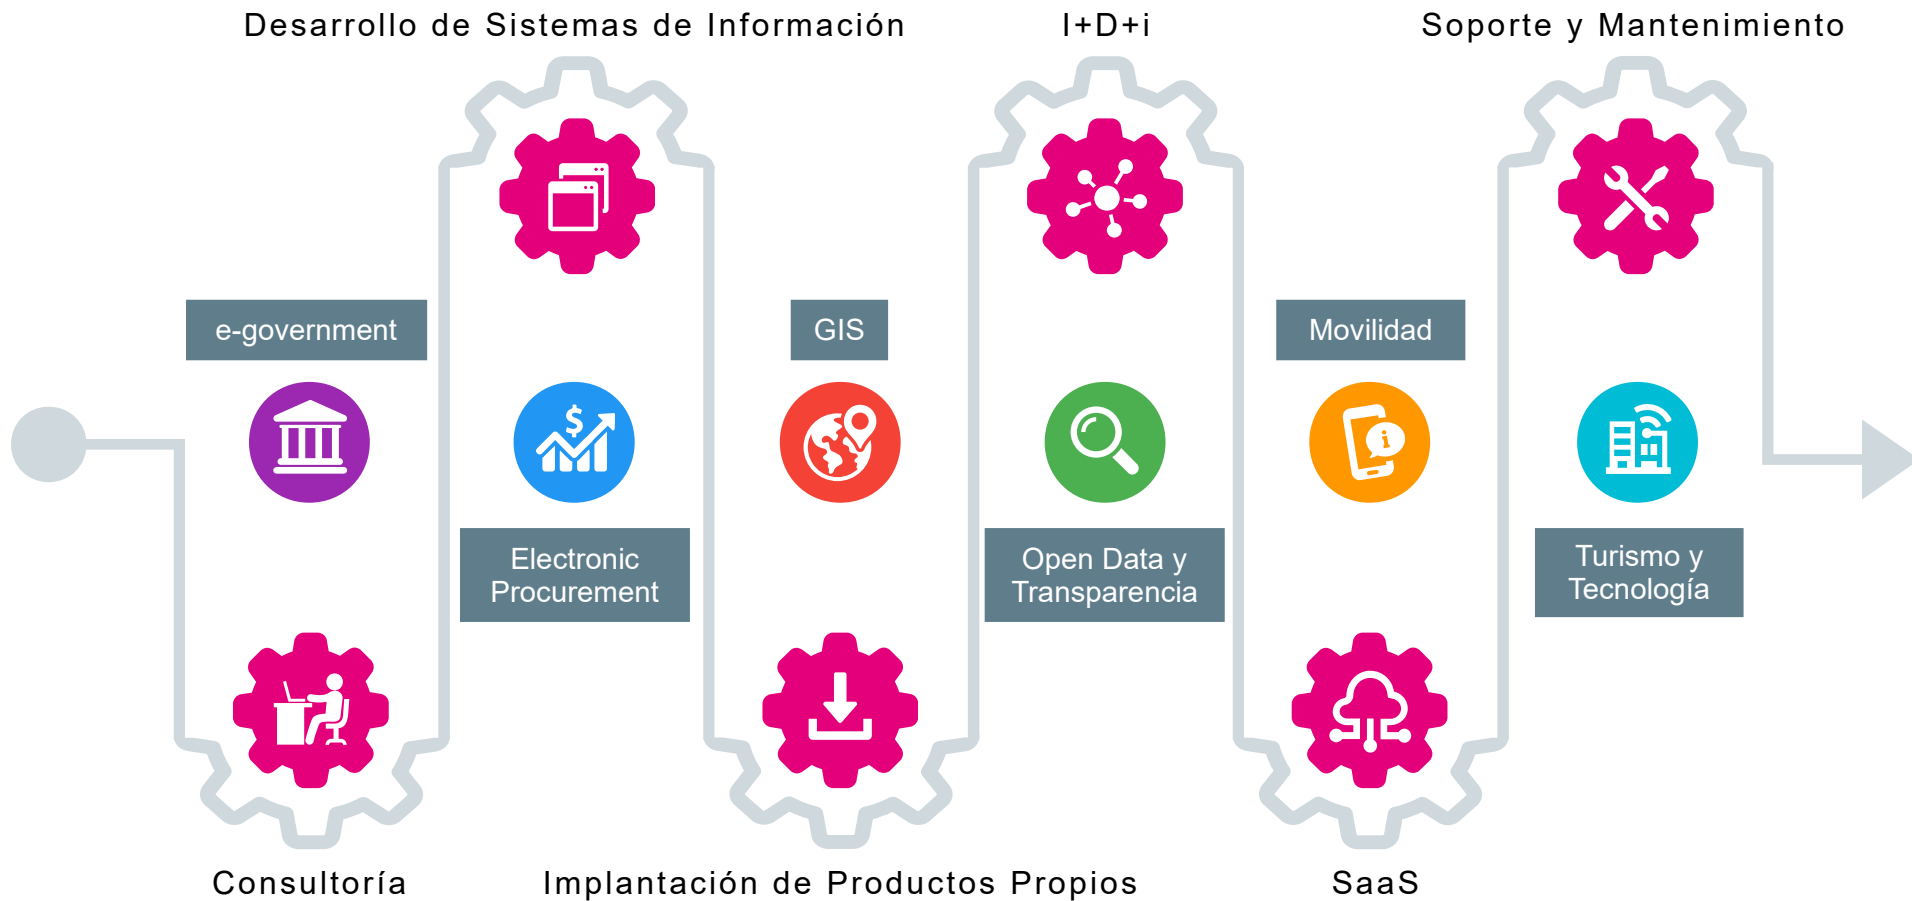 Desarrollo de Sistemas de Información
I+D+i
Soporte y Mantenimiento
e-government
GIS
Movilidad
$
i
Electronic
Procurement
Open Data y
Transparencia
Turismo y
Tecnología
Consultoría
Implantación de Productos Propios
SaaS